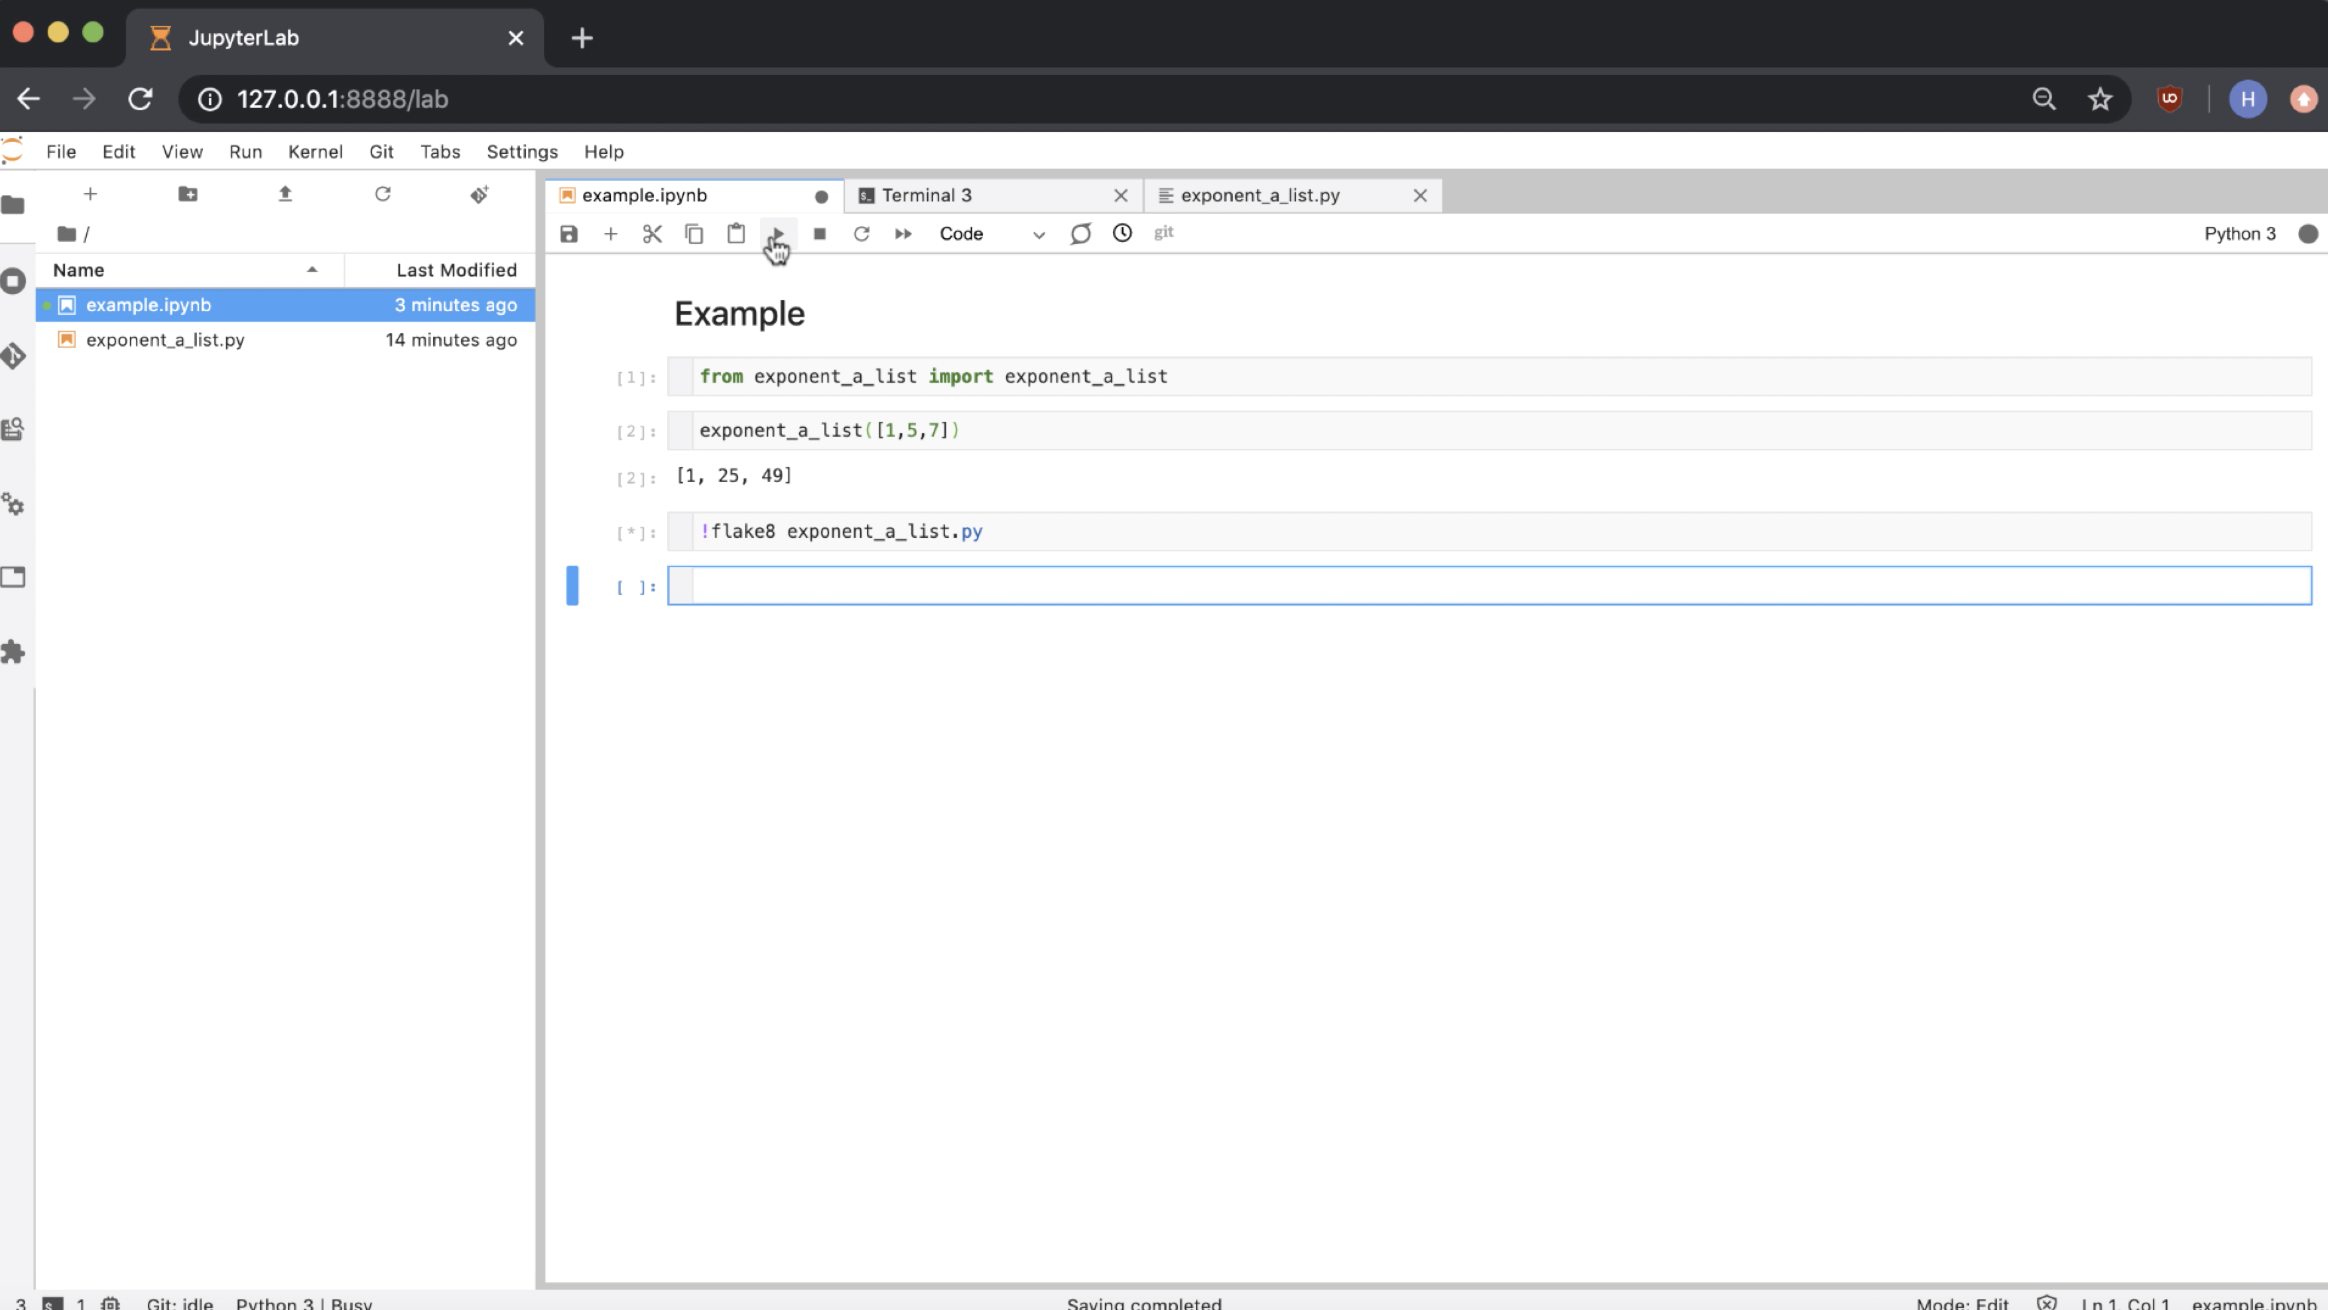 JupyterLab
127.0.0.1:8888/lab
H
File Edit View Run Kernel Git Tabs Settings Help
example.ipynb Terminal 3 exponent_a_list.py
/
Code git Python 3
Name Last Modified
example.ipynb 3 minutes ago
exponent_a_list.py 14 minutes ago
Example
[1]: from exponent_a_list import exponent_a_list
[2]: exponent_a_list([1,5,7])
[2]: [1, 25, 49]
[*]: !flake8 exponent_a_list.py
[ ]:
3 1 Git: idle Python 3 | Busy Saving completed Mode: Edit Ln 1, Col 1 example.ipynb